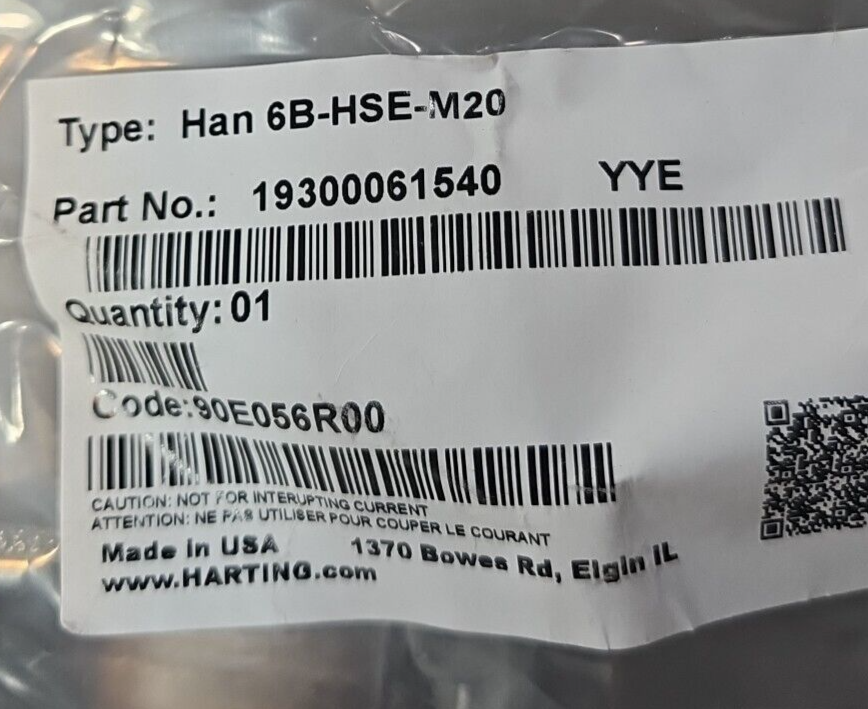 Type: Han 6B-HSE-M20
Part No.: 19300061540 YYE
Quantity: 01
Code:90E056R00
CAUTION: NOT FOR INTERUPTING CURRENT
ATTENTION: NE PAS UTILISER POUR COUPER LE COURANT
Made in USA 1370 Bowes Rd, Elgin IL
www.HARTING.com